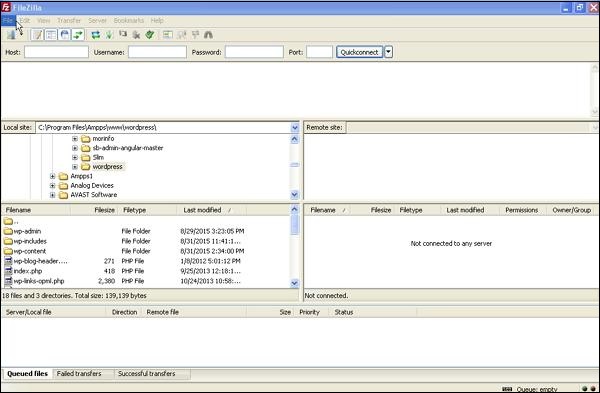 FileZilla
File Edit View Transfer Server Bookmarks Help
Host: Username: Password: Port: Quickconnect
Local site: C:\Program Files\Ampps\www\wordpress\ Remote site:
morinfo
sb-admin-angular-master
Slim
wordpress
Ampps1
Analog Devices
AVAST Software
Filename Filesize Filetype Last modified Filename Filesize Filetype Last modified Permissions Owner/Group
..
wp-admin File Folder 8/29/2015 3:23:05 PM
wp-includes File Folder 8/31/2015 11:41:1...
wp-content File Folder 8/31/2015 2:34:00 PM
Not connected to any server
wp-blog-header.... 271 PHP File 1/8/2012 5:01:12 PM
index.php 418 PHP File 9/25/2013 12:18:1...
wp-links-opml.php 2,380 PHP File 10/24/2013 10:58:...
18 files and 3 directories. Total size: 139,139 bytes Not connected.
Server/Local file Direction Remote file Size Priority Status
Queued files Failed transfers Successful transfers
Queue: empty